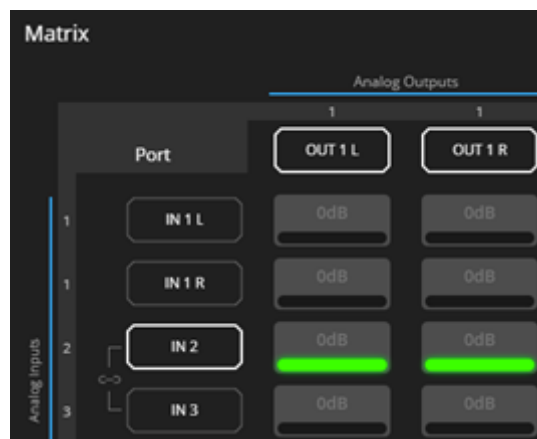 Matrix
Analog Outputs
1 1
Port OUT 1 L OUT 1 R
1 IN 1 L 0dB 0dB
1 IN 1 R 0dB 0dB
2 IN 2 0dB 0dB
3 IN 3 0dB 0dB
Analog Inputs